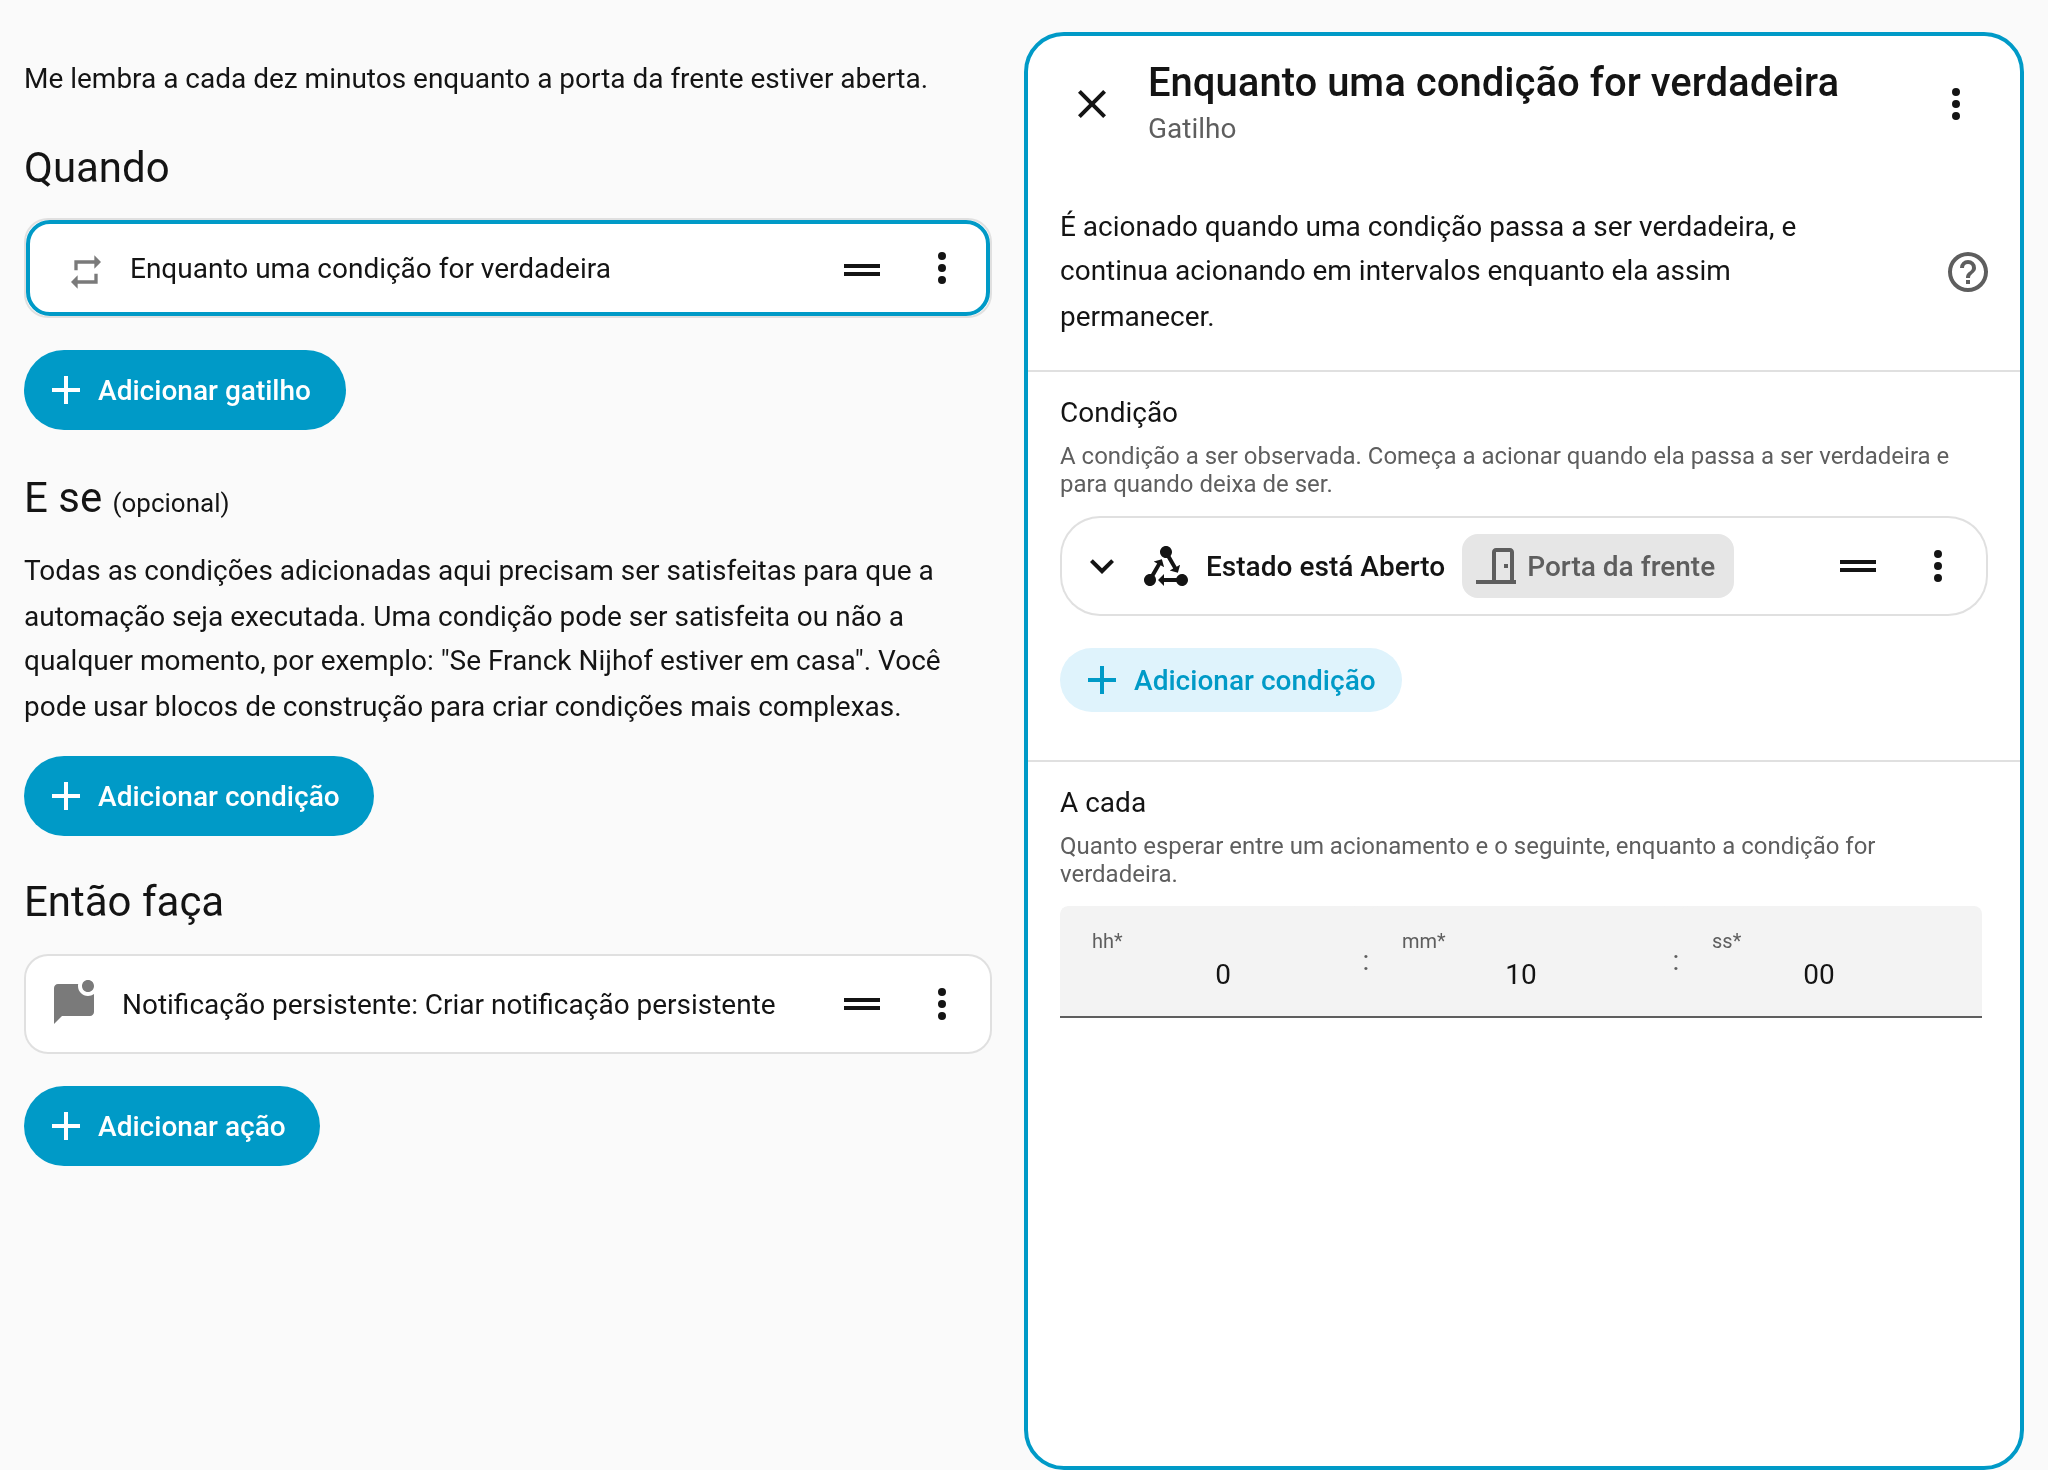 Me lembra a cada dez minutos enquanto a porta da frente estiver aberta.
Quando
Enquanto uma condição for verdadeira
Adicionar gatilho
E se (opcional)
Todas as condições adicionadas aqui precisam ser satisfeitas para que a
automação seja executada. Uma condição pode ser satisfeita ou não a
qualquer momento, por exemplo: "Se Franck Nijhof estiver em casa". Você
pode usar blocos de construção para criar condições mais complexas.
Adicionar condição
Então faça
Notificação persistente: Criar notificação persistente
Adicionar ação
Enquanto uma condição for verdadeira
Gatilho
É acionado quando uma condição passa a ser verdadeira, e
continua acionando em intervalos enquanto ela assim
permanecer.
Condição
A condição a ser observada. Começa a acionar quando ela passa a ser verdadeira e
para quando deixa de ser.
Estado está Aberto Porta da frente
Adicionar condição
A cada
Quanto esperar entre um acionamento e o seguinte, enquanto a condição for
verdadeira.
hh* mm* ss*
0 : 10 : 00